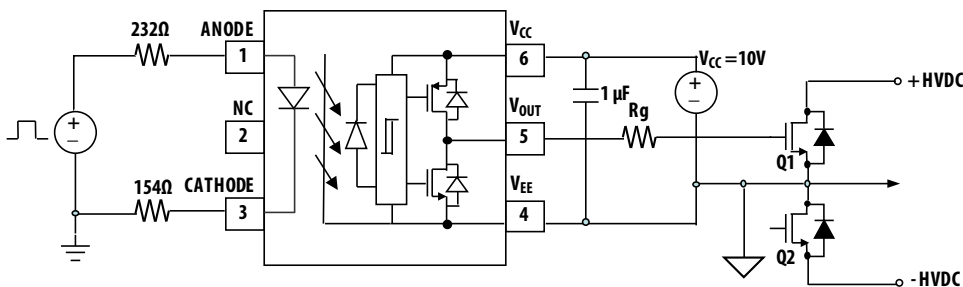 232Ω
ANODE
1
NC
2
154Ω
CATHODE
3
+
−
VCC
6
VOUT
5
VEE
4
1 µF
Rg
VCC=10V
+
−
Q1
Q2
+HVDC
-HVDC